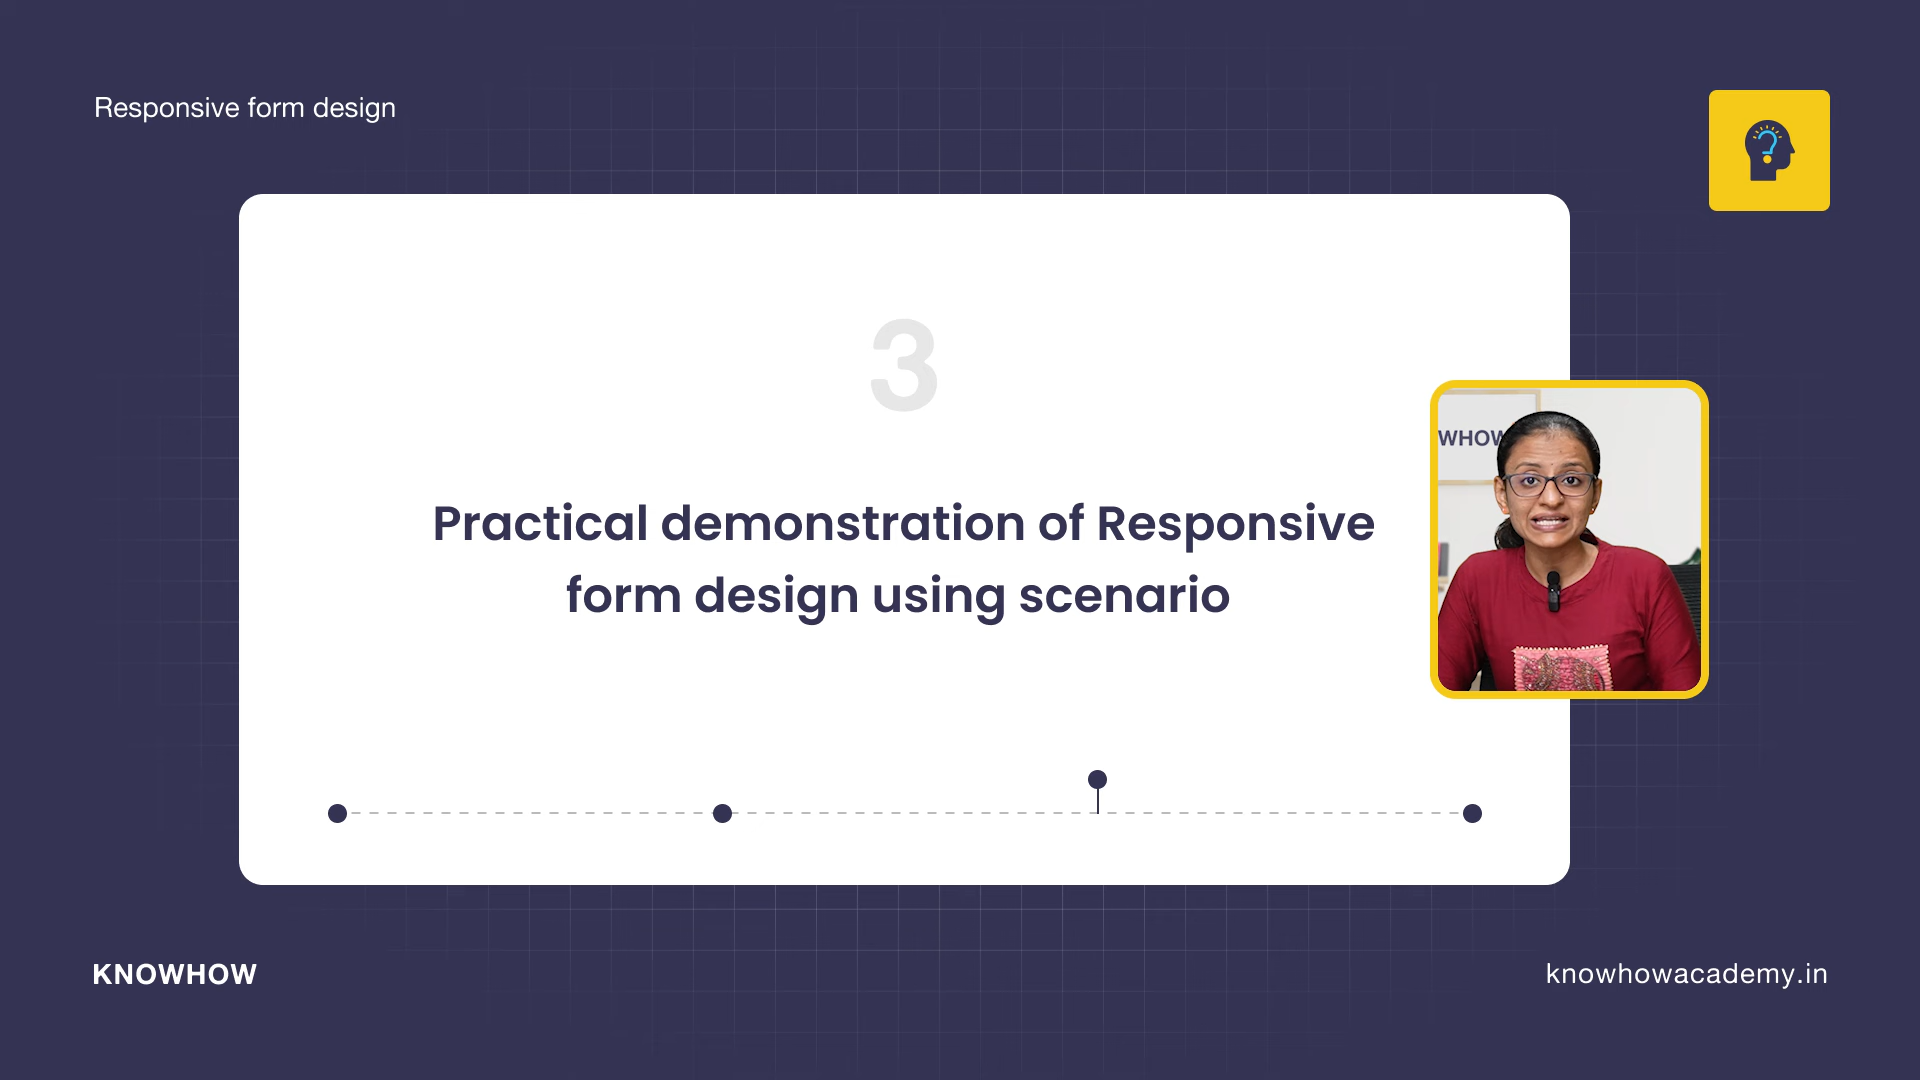 Responsive form design
3
Practical demonstration of Responsive
form design using scenario
WHOW
KNOWHOW
knowhowacademy.in